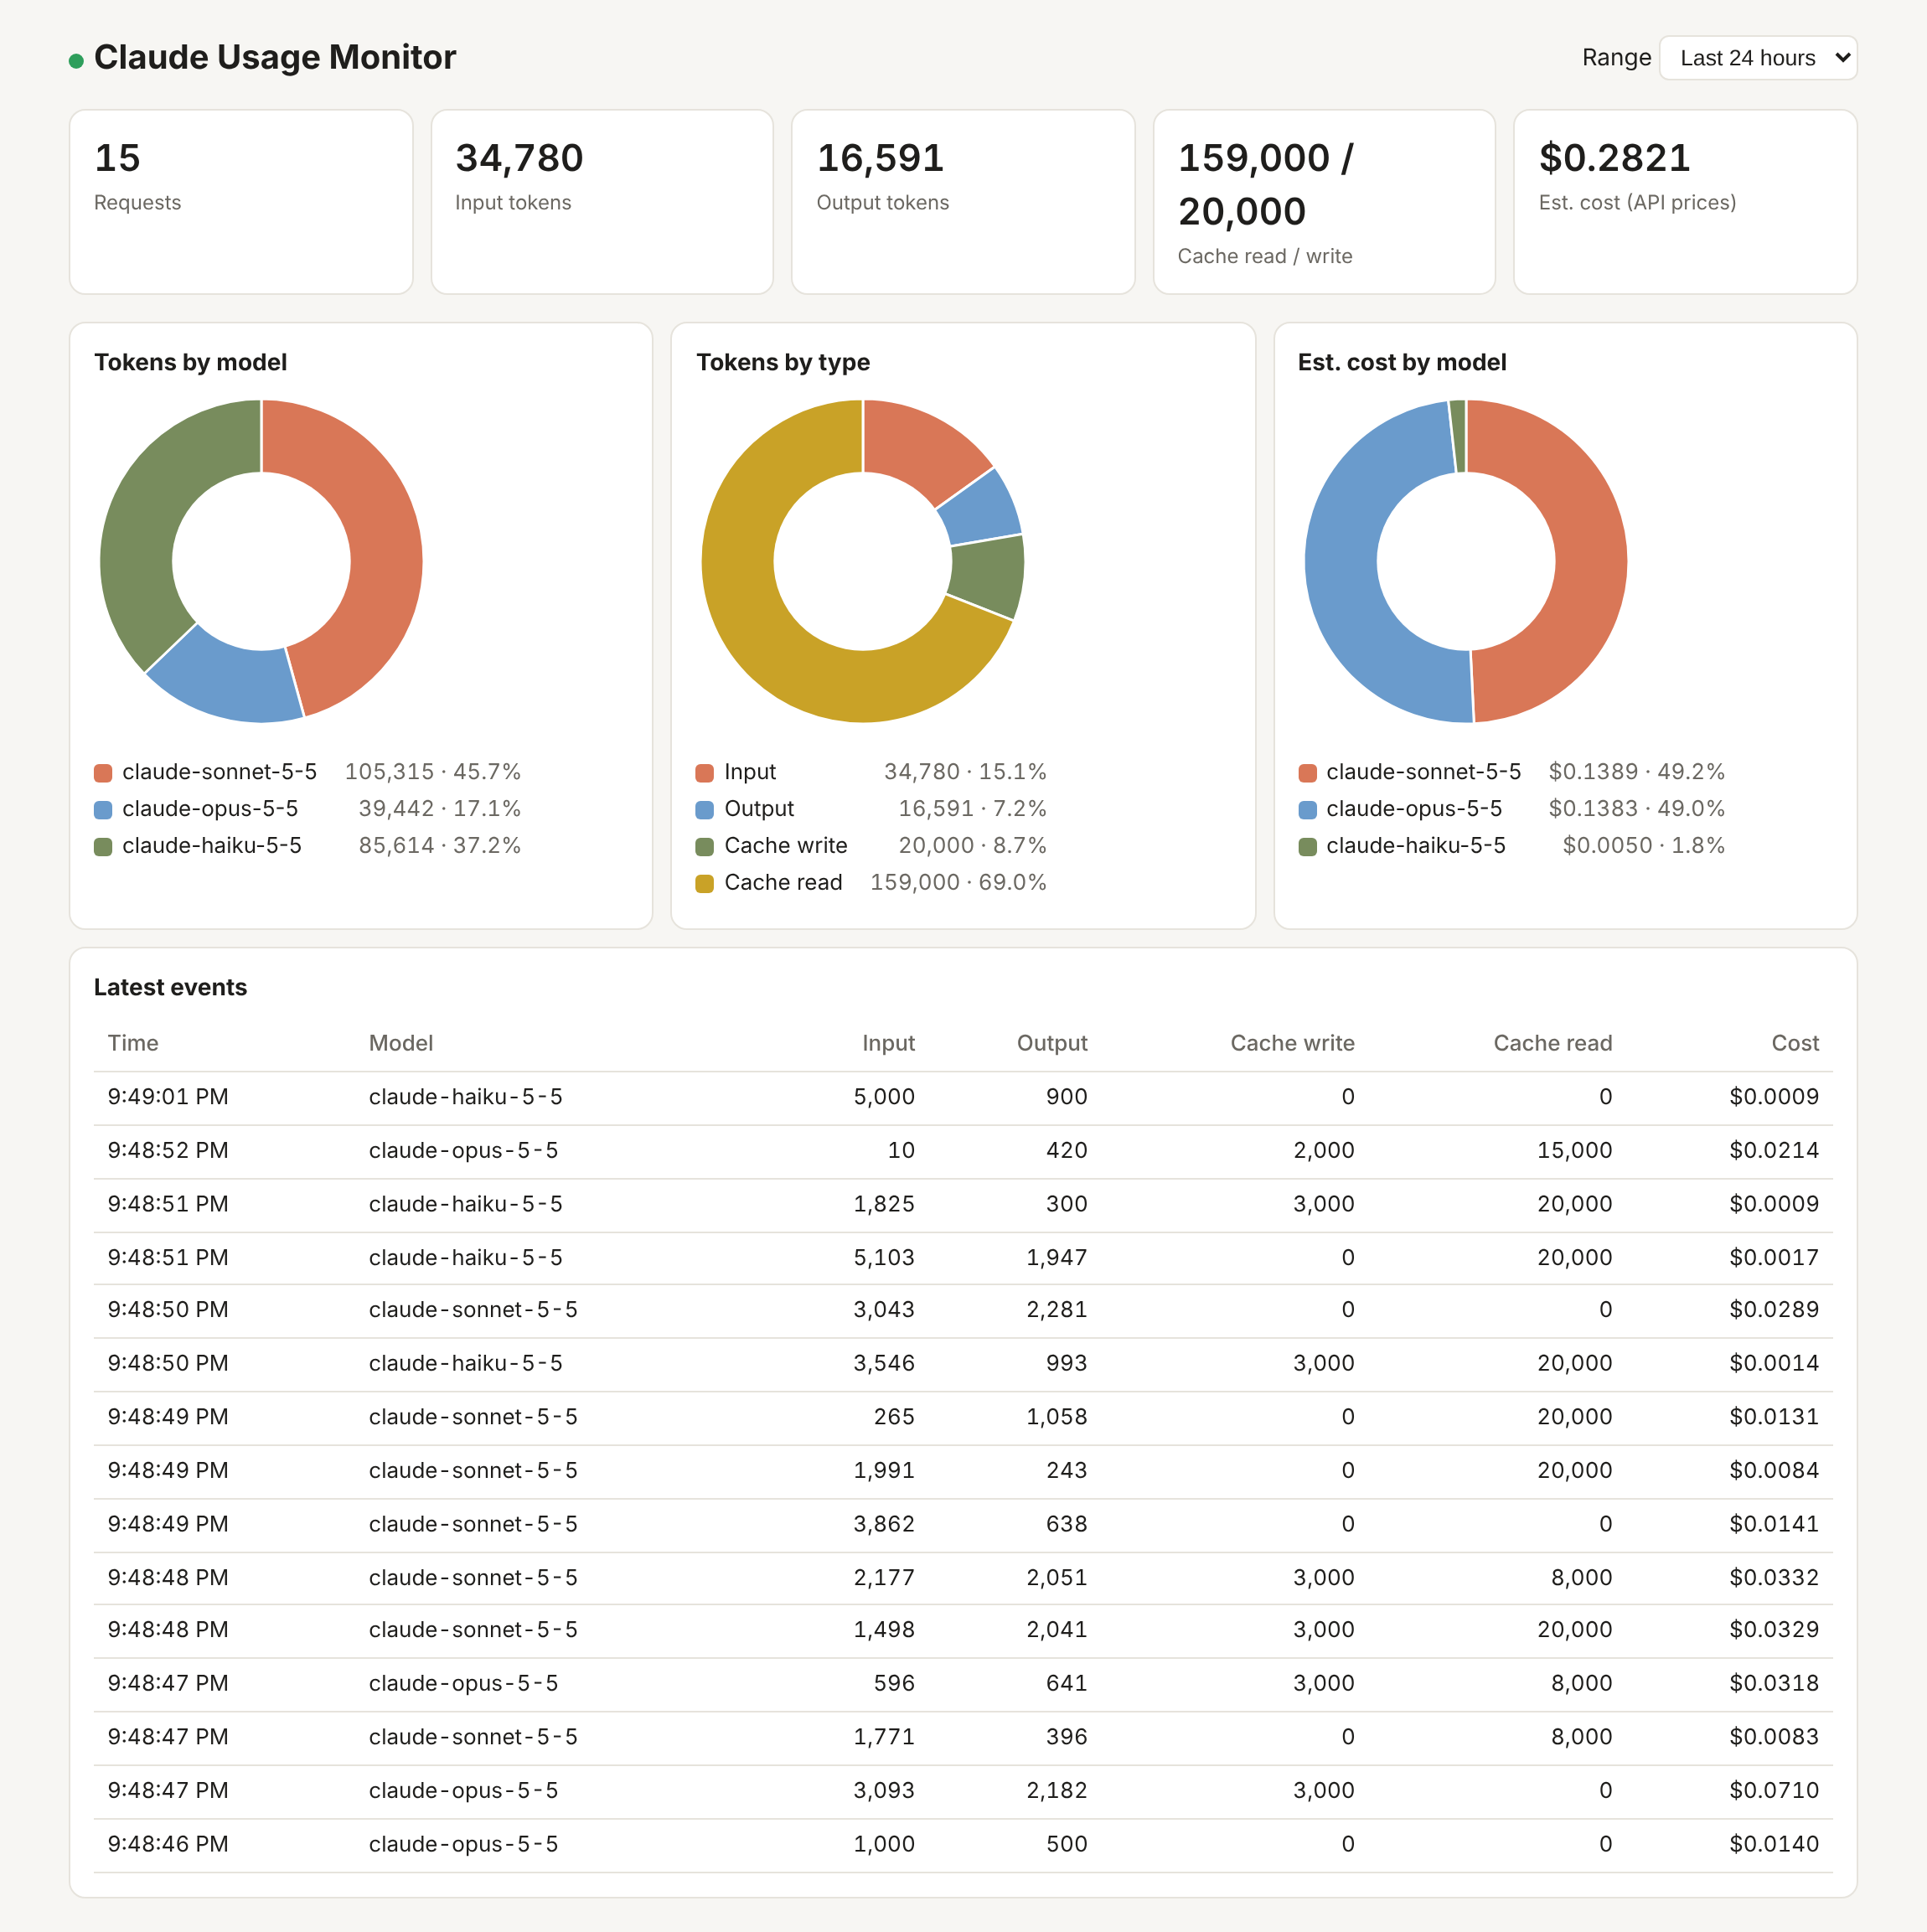 Claude Usage Monitor
Range Last 24 hours
15
Requests
34,780
Input tokens
16,591
Output tokens
159,000 /
20,000
Cache read / write
$0.2821
Est. cost (API prices)
Tokens by model
claude-sonnet-5-5 105,315 · 45.7%
claude-opus-5-5 39,442 · 17.1%
claude-haiku-5-5 85,614 · 37.2%
Tokens by type
Input 34,780 · 15.1%
Output 16,591 · 7.2%
Cache write 20,000 · 8.7%
Cache read 159,000 · 69.0%
Est. cost by model
claude-sonnet-5-5 $0.1389 · 49.2%
claude-opus-5-5 $0.1383 · 49.0%
claude-haiku-5-5 $0.0050 · 1.8%
Latest events
Time Model Input Output Cache write Cache read Cost
9:49:01 PM claude-haiku-5-5 5,000 900 0 0 $0.0009
9:48:52 PM claude-opus-5-5 10 420 2,000 15,000 $0.0214
9:48:51 PM claude-haiku-5-5 1,825 300 3,000 20,000 $0.0009
9:48:51 PM claude-haiku-5-5 5,103 1,947 0 20,000 $0.0017
9:48:50 PM claude-sonnet-5-5 3,043 2,281 0 0 $0.0289
9:48:50 PM claude-haiku-5-5 3,546 993 3,000 20,000 $0.0014
9:48:49 PM claude-sonnet-5-5 265 1,058 0 20,000 $0.0131
9:48:49 PM claude-sonnet-5-5 1,991 243 0 20,000 $0.0084
9:48:49 PM claude-sonnet-5-5 3,862 638 0 0 $0.0141
9:48:48 PM claude-sonnet-5-5 2,177 2,051 3,000 8,000 $0.0332
9:48:48 PM claude-sonnet-5-5 1,498 2,041 3,000 20,000 $0.0329
9:48:47 PM claude-opus-5-5 596 641 3,000 8,000 $0.0318
9:48:47 PM claude-sonnet-5-5 1,771 396 0 8,000 $0.0083
9:48:47 PM claude-opus-5-5 3,093 2,182 3,000 0 $0.0710
9:48:46 PM claude-opus-5-5 1,000 500 0 0 $0.0140